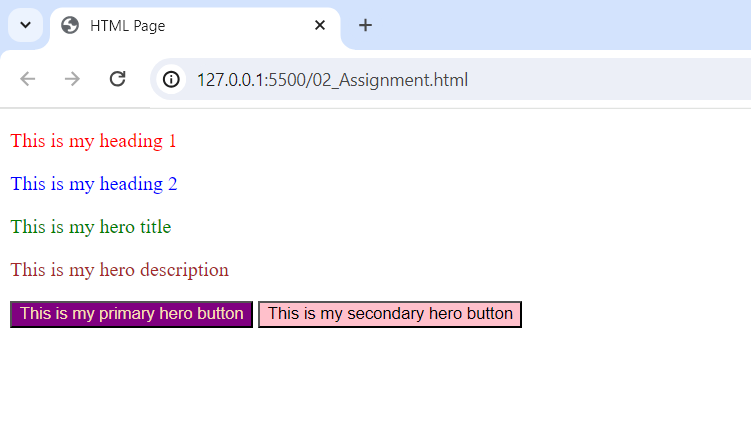 HTML Page
127.0.0.1:5500/02_Assignment.html
This is my heading 1
This is my heading 2
This is my hero title
This is my hero description
This is my primary hero button This is my secondary hero button